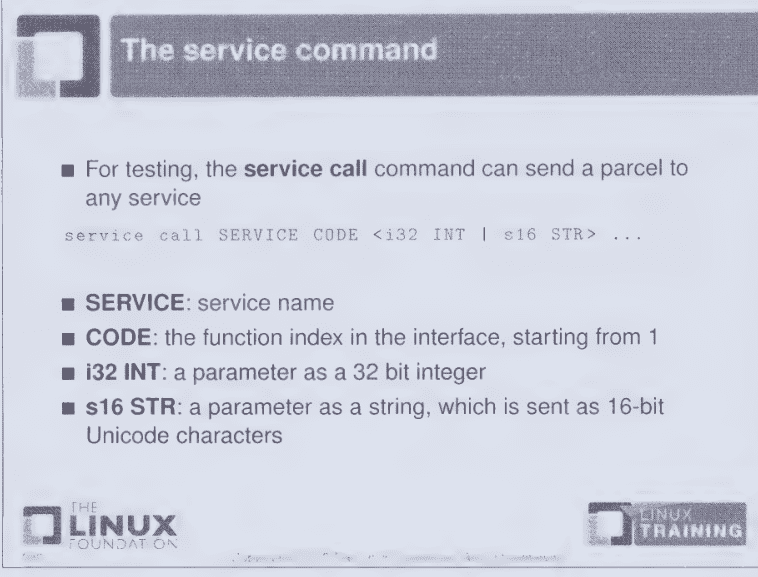 The service command
■ For testing, the service call command can send a parcel to
any service
service call SERVICE CODE <i32 INT | s16 STR> ...
■ SERVICE: service name
■ CODE: the function index in the interface, starting from 1
■ i32 INT: a parameter as a 32 bit integer
■ s16 STR: a parameter as a string, which is sent as 16-bit
Unicode characters
THE
LINUX
FOUNDATION
LINUX
TRAINING